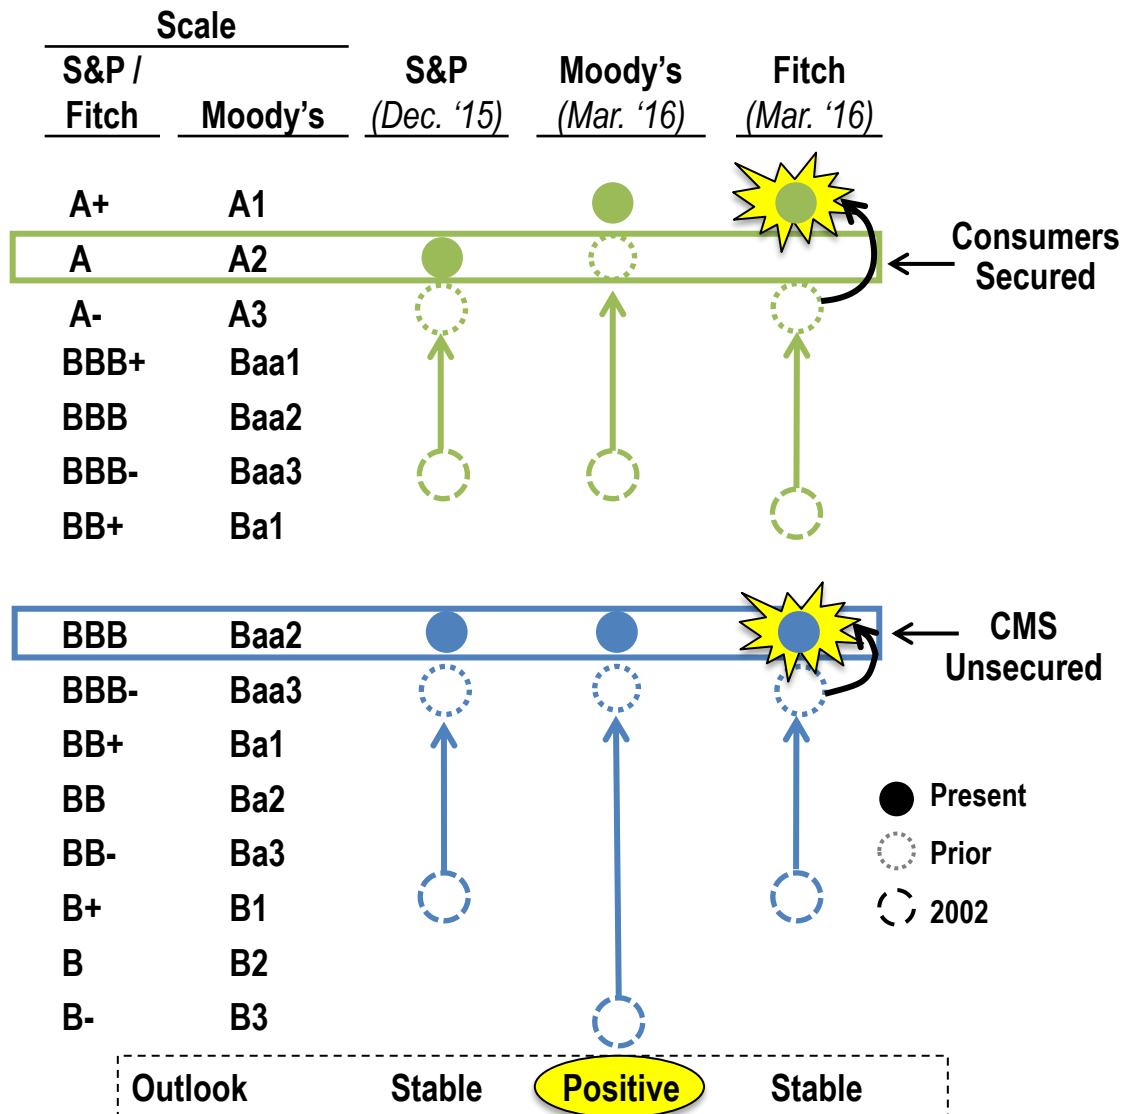 Scale
S&P / Fitch
Moody’s
S&P
(Dec. ‘15)
Moody’s
(Mar. ‘16)
Fitch
(Mar. ‘16)
A+ A1
A A2
A- A3
BBB+ Baa1
BBB Baa2
BBB- Baa3
BB+ Ba1
Consumers
Secured
BBB Baa2
BBB- Baa3
BB+ Ba1
BB Ba2
BB- Ba3
B+ B1
B B2
B- B3
CMS
Unsecured
Present
Prior
2002
Outlook Stable Positive Stable